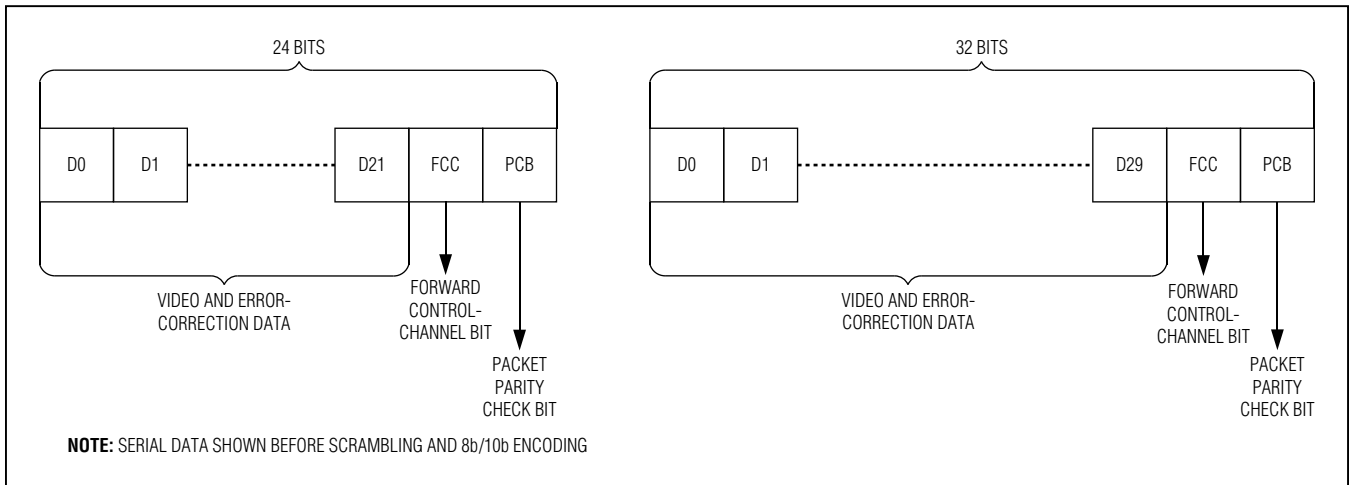 24 BITS
D0 D1 D21 FCC PCB
VIDEO AND ERROR-
CORRECTION DATA
FORWARD
CONTROL-
CHANNEL BIT
PACKET
PARITY
CHECK BIT
32 BITS
D0 D1 D29 FCC PCB
VIDEO AND ERROR-
CORRECTION DATA
FORWARD
CONTROL-
CHANNEL BIT
PACKET
PARITY
CHECK BIT
NOTE: SERIAL DATA SHOWN BEFORE SCRAMBLING AND 8b/10b ENCODING